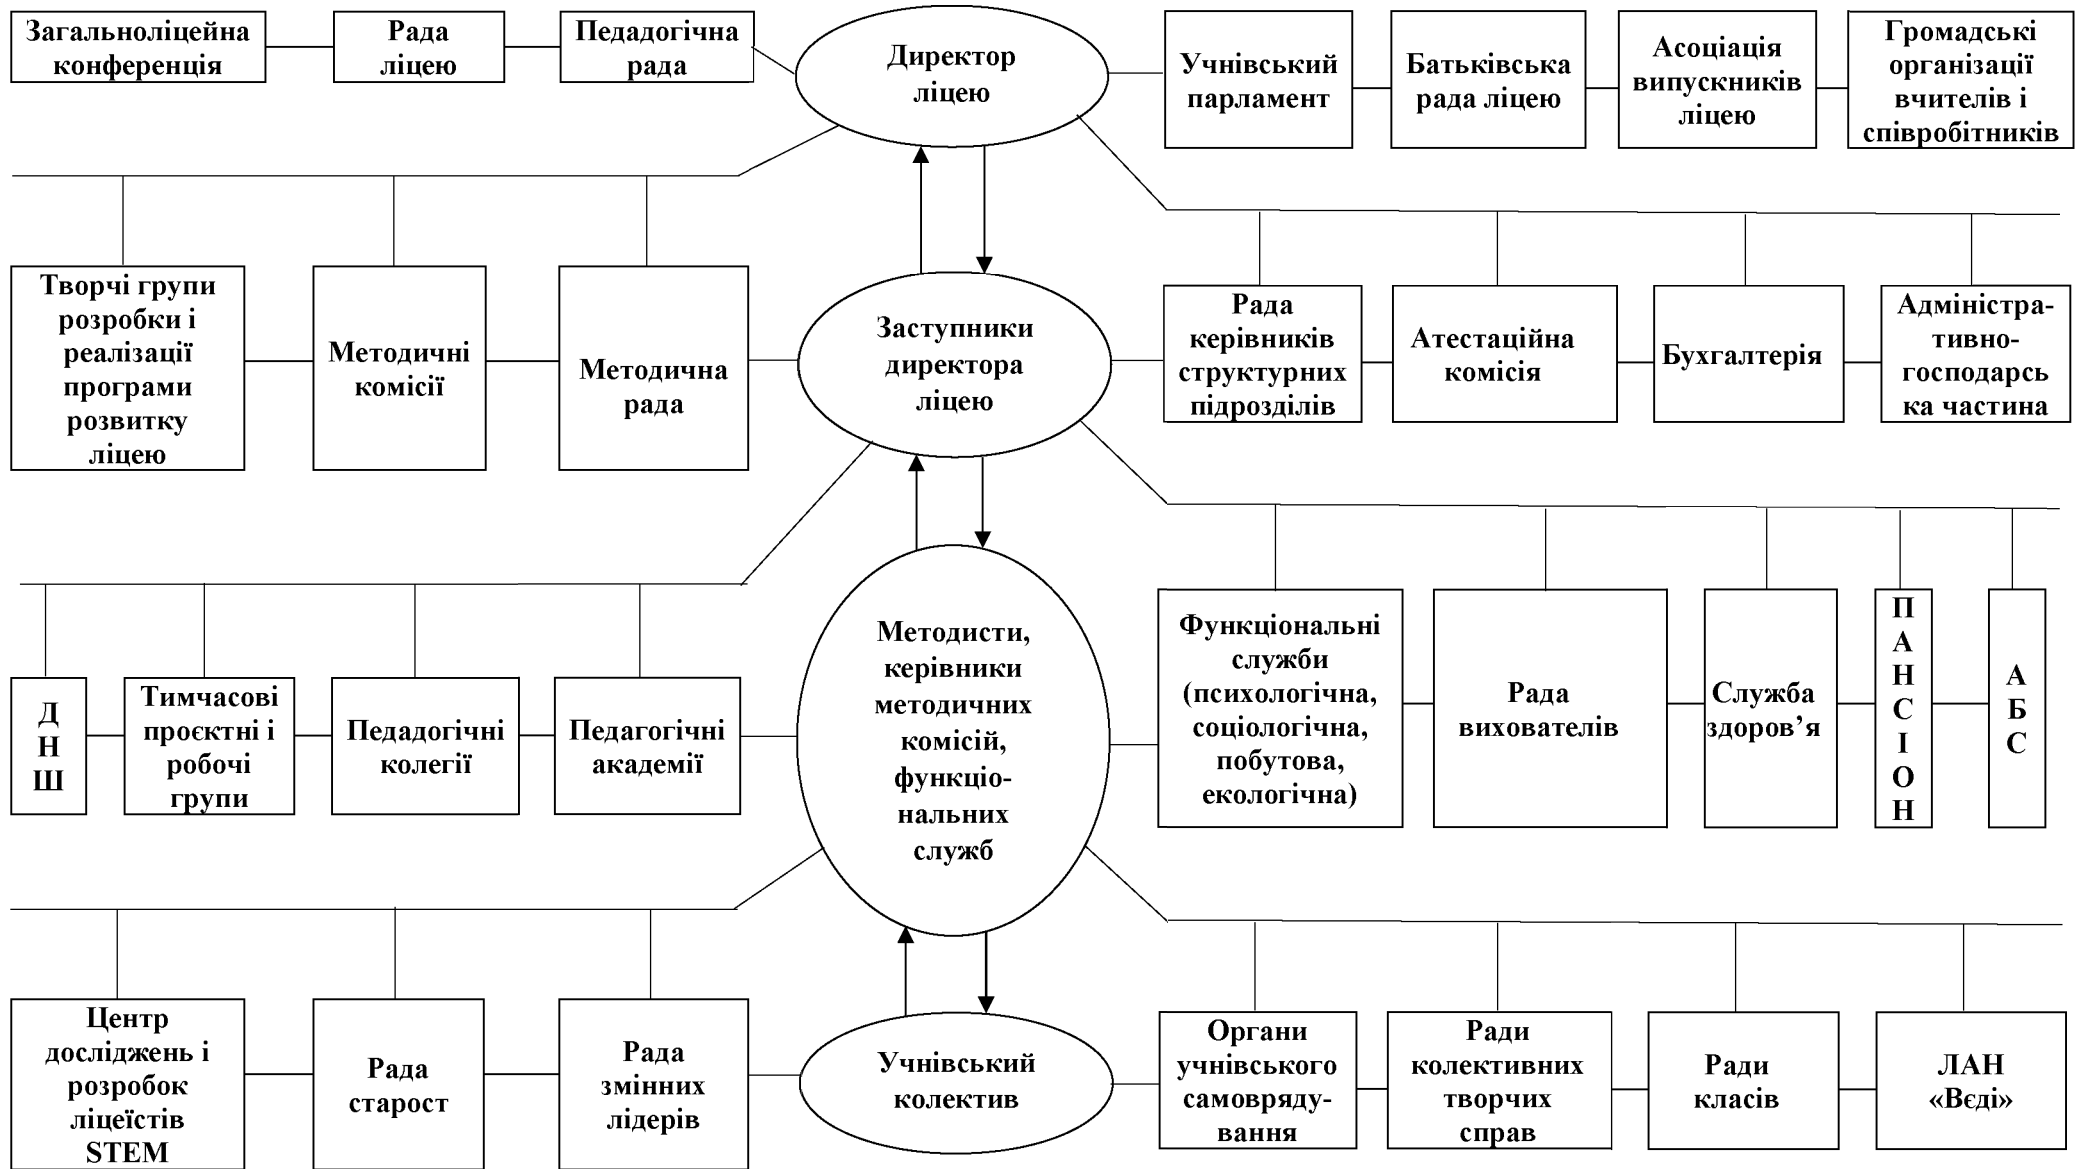 Загальноліцейна
конференція
Рада
ліцею
Педадогічна
рада
Директор
ліцею
Учнівський
парламент
Батьківська
рада ліцею
Асоціація
випускників
ліцею
Громадські
організації
вчителів і
співробітників
Творчі групи
розробки і
реалізації
програми
розвитку
ліцею
Методичні
комісії
Методична
рада
Заступники
директора
ліцею
Рада
керівників
структурних
підрозділів
Атестаційна
комісія
Бухгалтерія
Адміністра-
тивно-
господарсь
ка частина
Д
Н
Ш
Тимчасові
проєктні і
робочі
групи
Педадогічні
колегії
Педагогічні
академії
Методисти,
керівники
методичних
комісій,
функціо-
нальних
служб
Функціональні
служби
(психологічна,
соціологічна,
побутова,
екологічна)
Рада
вихователів
Служба
здоров’я
П
А
Н
С
І
О
Н
А
Б
С
Центр
досліджень і
розробок
ліцеїстів
STEM
Рада
старост
Рада
змінних
лідерів
Учнівський
колектив
Органи
учнівського
самовряду-
вання
Ради
колективних
творчих
справ
Ради
класів
ЛАН
«Вєді»